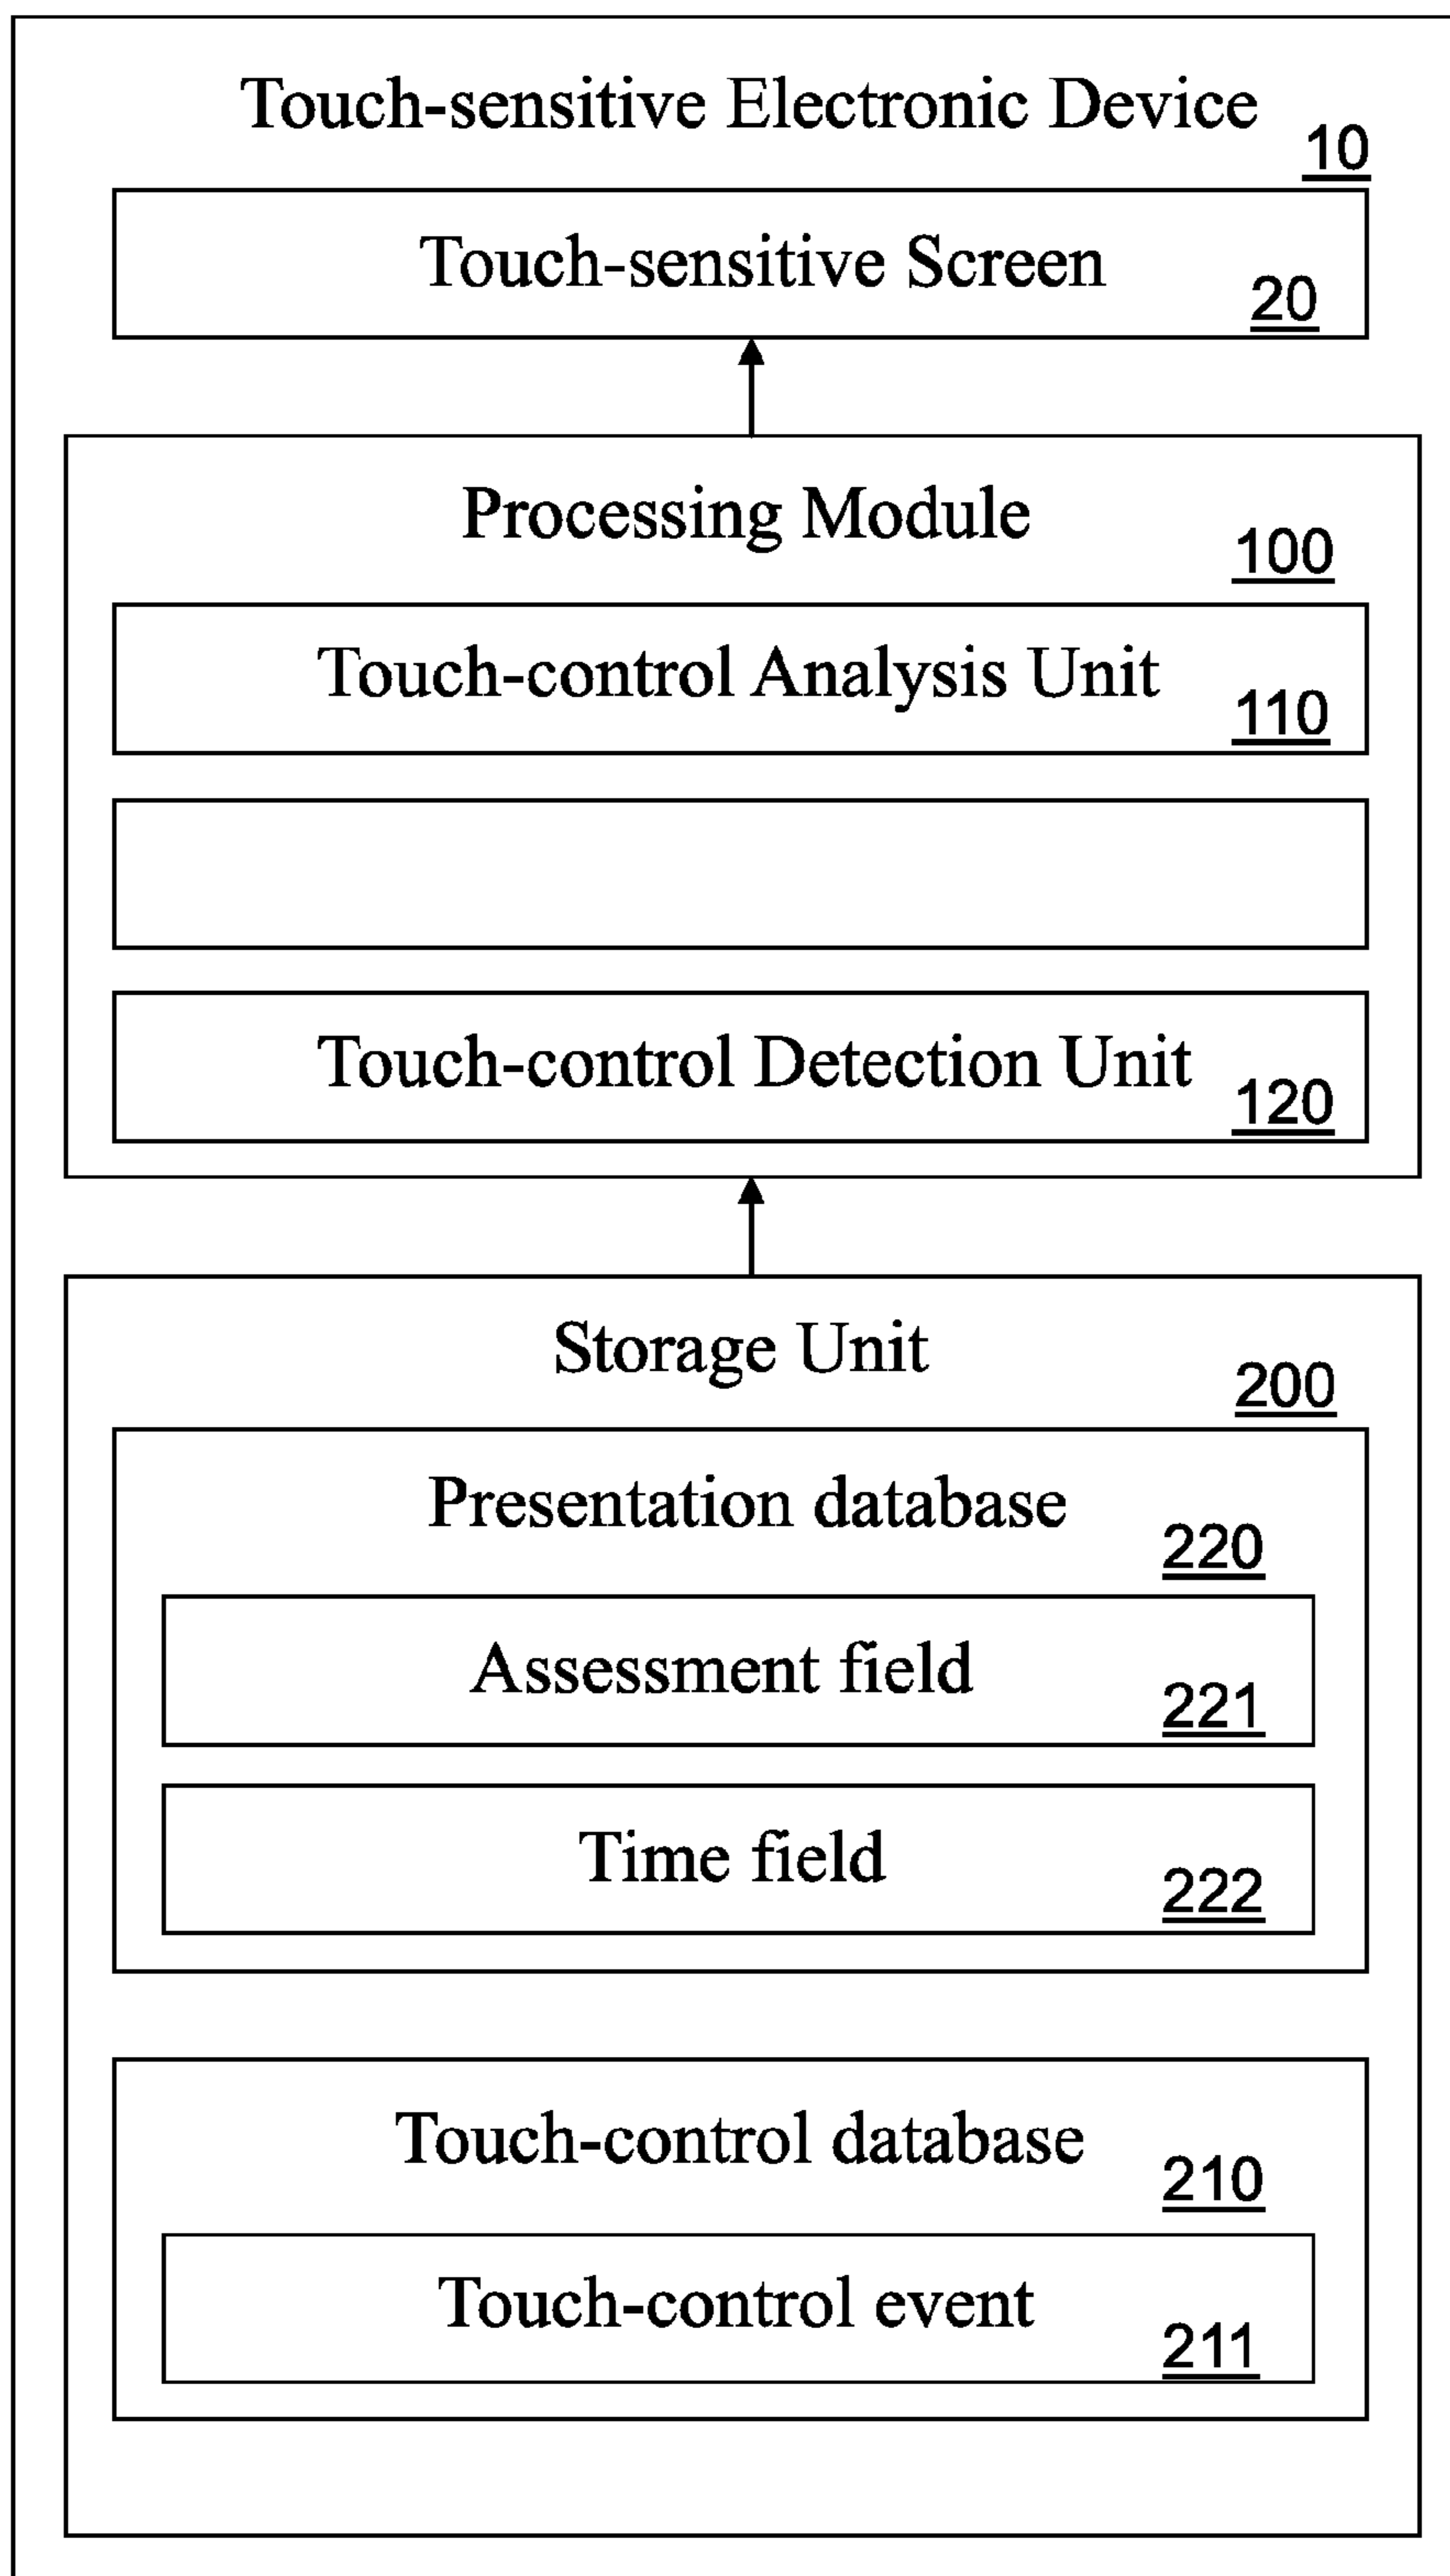 Touch-sensitive Electronic Device
10
Touch-sensitive Screen
20
Processing Module
100
Touch-control Analysis Unit
110
Touch-control Detection Unit
120
Storage Unit
200
Presentation database
220
Assessment field
221
Time field
222
Touch-control database
210
Touch-control event
211